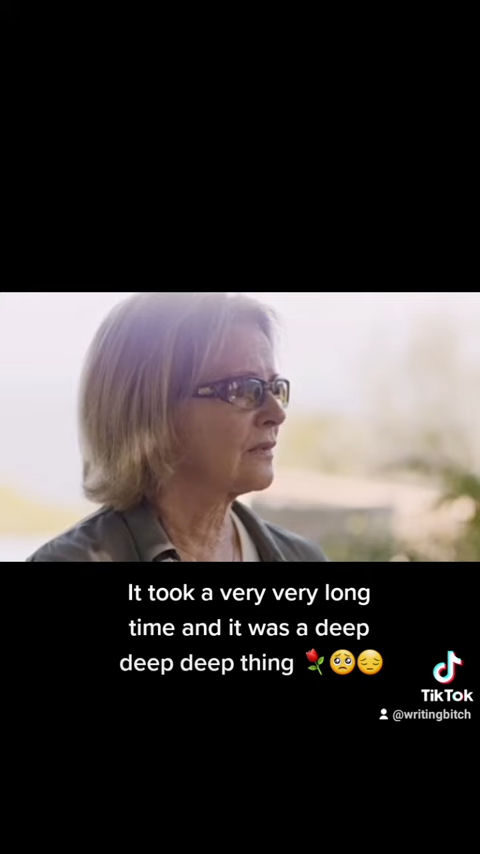 It took a very very long
time and it was a deep
deep deep thing 🌹🥺😔
TikTok
@writingbitch